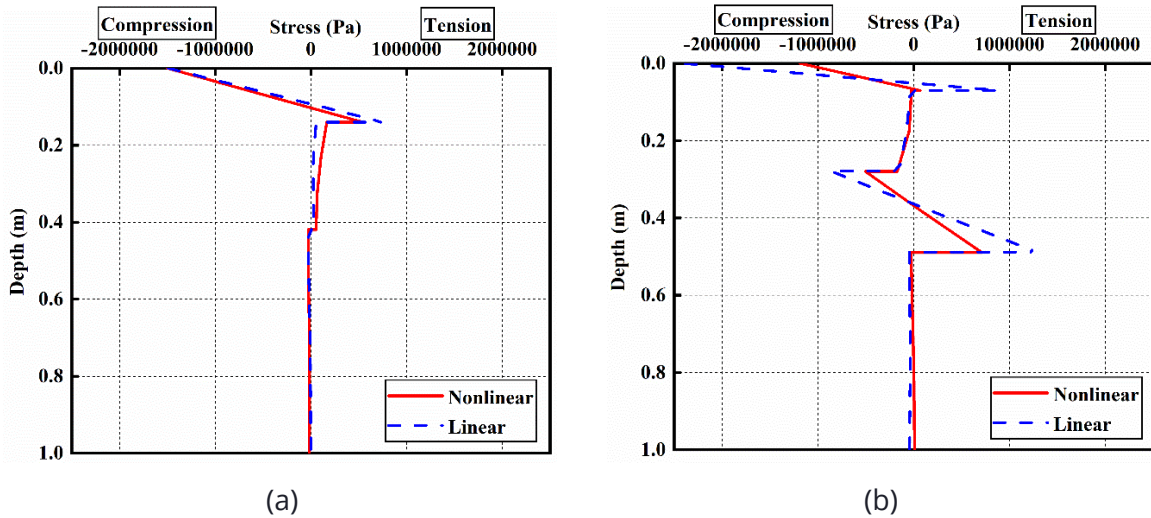 Compression Stress (Pa) Tension
-2000000 -1000000 0 1000000 2000000
Depth (m)
0.0
0.2
0.4
0.6
0.8
1.0
Nonlinear
Linear
(a)
Compression Stress (Pa) Tension
-2000000 -1000000 0 1000000 2000000
Depth (m)
0.0
0.2
0.4
0.6
0.8
1.0
Nonlinear
Linear
(b)